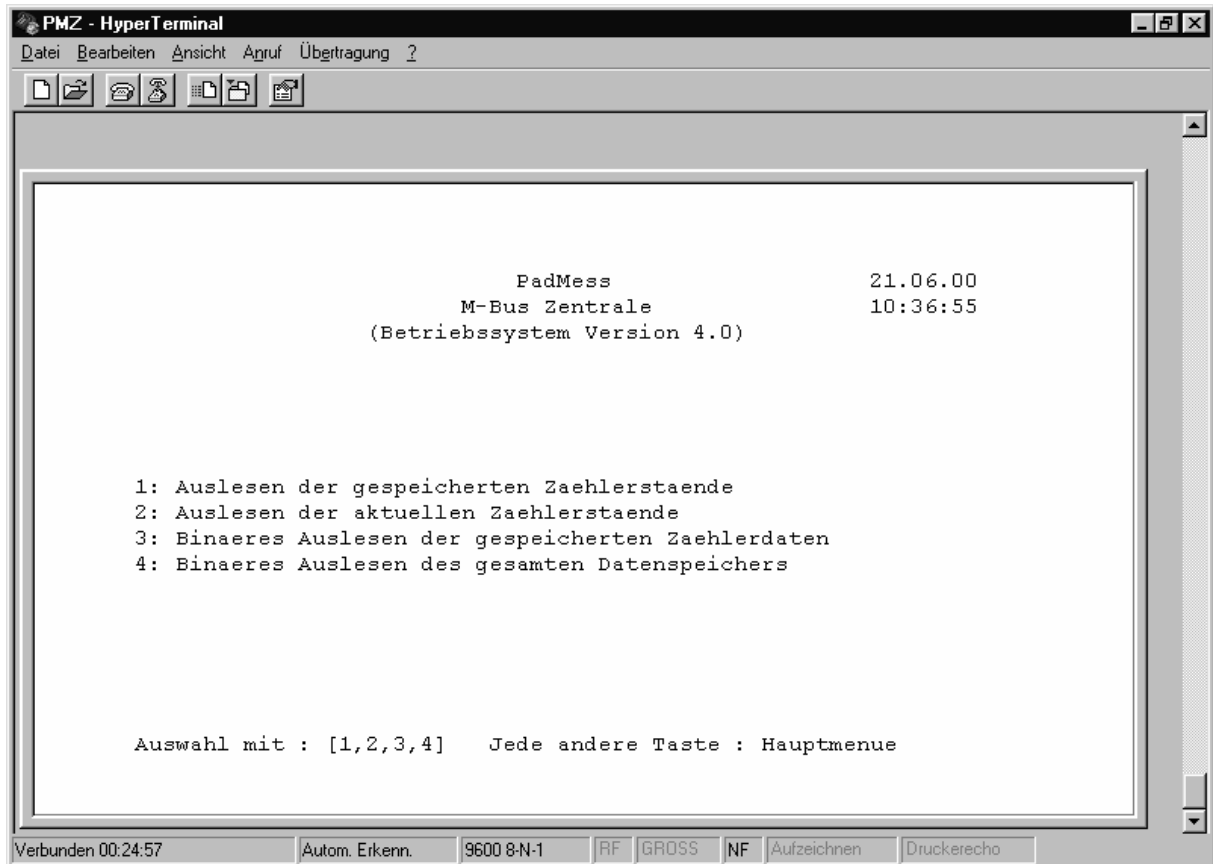 PMZ - HyperTerminal
Datei Bearbeiten Ansicht Anruf Übertragung ?
PadMess 21.06.00
M-Bus Zentrale 10:36:55
(Betriebssystem Version 4.0)
1: Auslesen der gespeicherten Zaehlerstaende
2: Auslesen der aktuellen Zaehlerstaende
3: Binaeres Auslesen der gespeicherten Zaehlerdaten
4: Binaeres Auslesen des gesamten Datenspeichers
Auswahl mit : [1,2,3,4] Jede andere Taste : Hauptmenue
Verbunden 00:24:57 Autom. Erkenn. 9600 8-N-1 RF GROSS NF Aufzeichnen Druckerecho